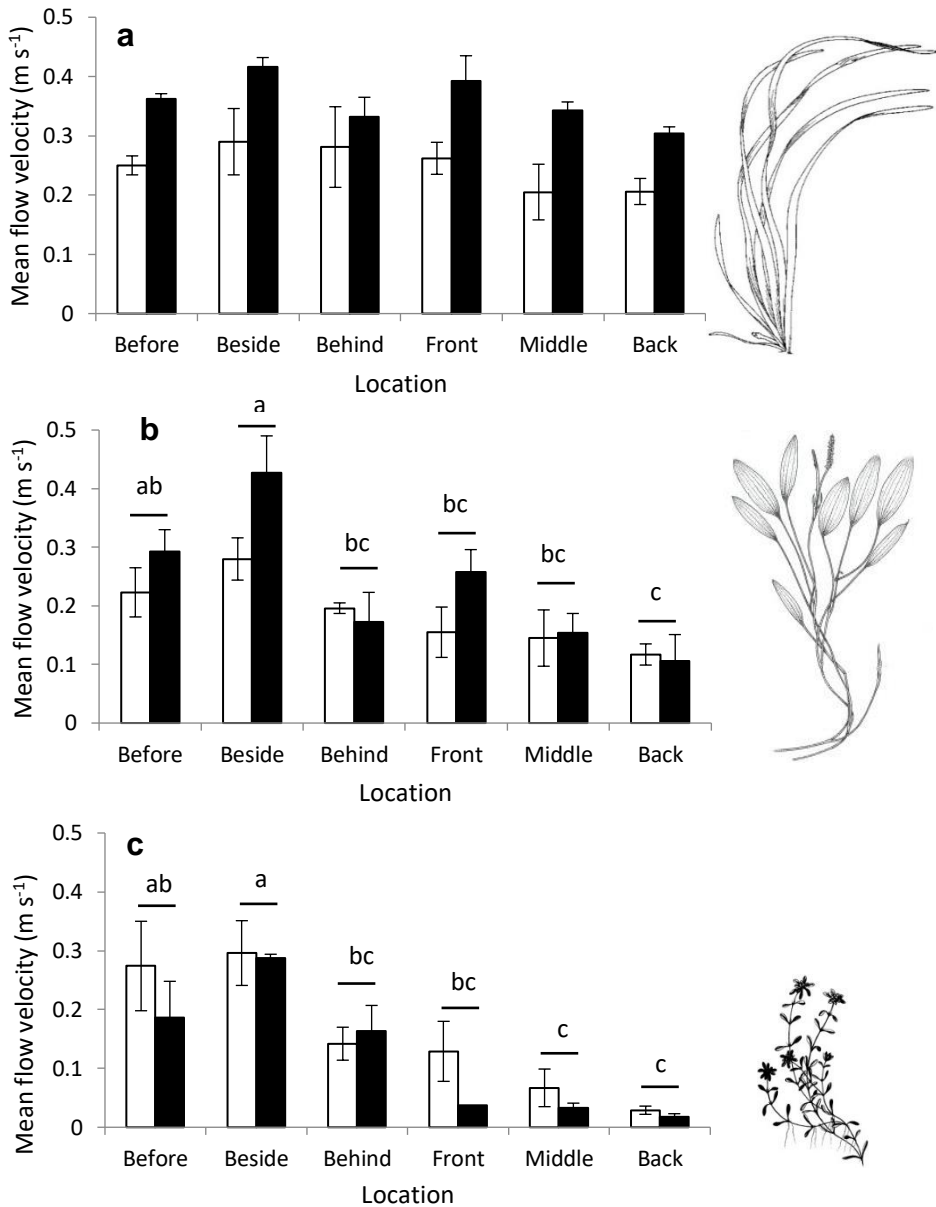 a
Mean flow velocity (m s⁻¹)
0.5
0.4
0.3
0.2
0.1
0
Before Beside Behind Front Middle Back
Location
b
Mean flow velocity (m s⁻¹)
0.5
0.4
0.3
0.2
0.1
0
ab a bc bc bc c
Before Beside Behind Front Middle Back
Location
c
Mean flow velocity (m s⁻¹)
0.5
0.4
0.3
0.2
0.1
0
ab a bc bc c c
Before Beside Behind Front Middle Back
Location